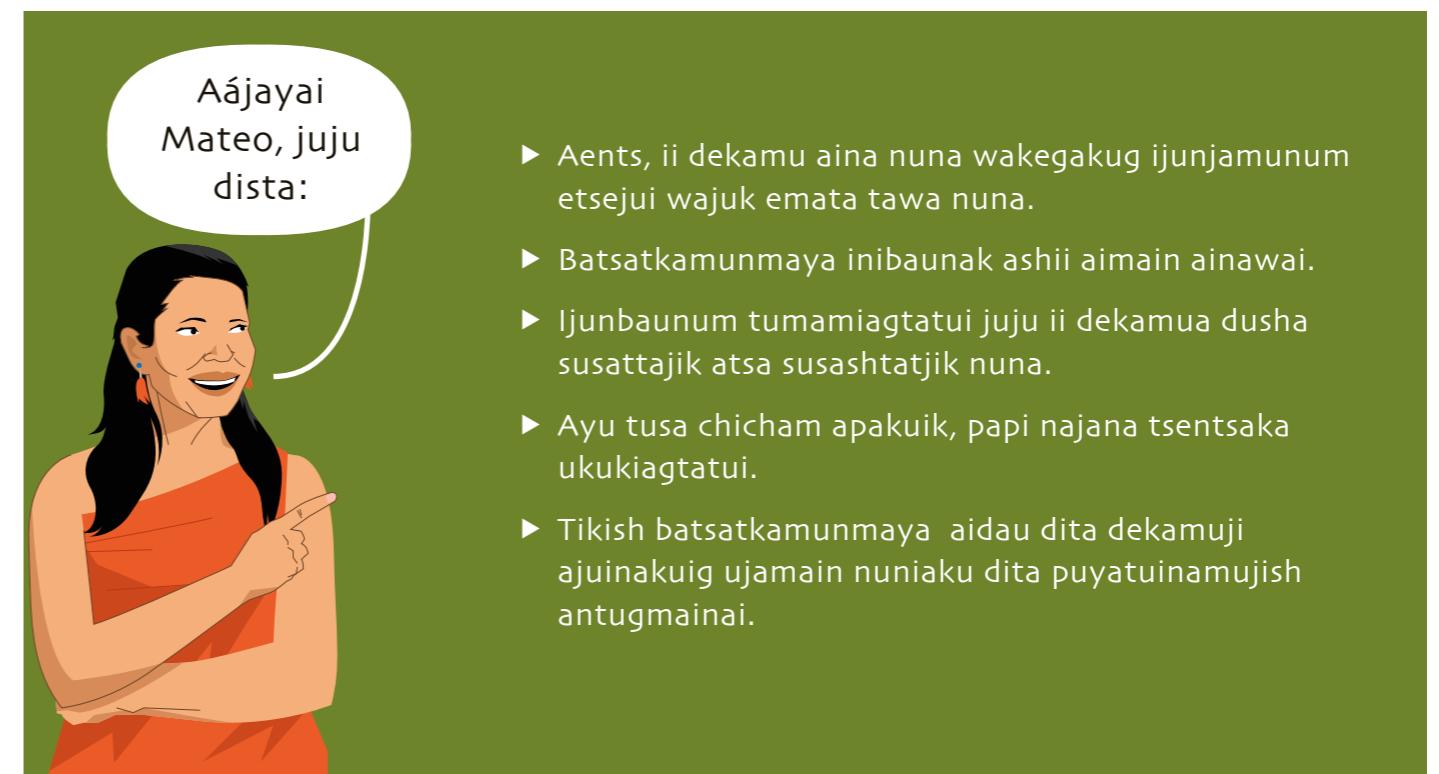 Aájayai
Mateo, juju
dista:
▶ Aents, ii dekamu aina nuna wakegakug ijunjamunum
etsejui wajuk emata tawa nuna.
▶ Batsatkamunmaya inibaunak ashii aimain ainawai.
▶ Ijunbaunum tumamiagtatui juju ii dekamua dusha
susattajik atsa susashtatjik nuna.
▶ Ayu tusa chicham apakuik, papi najana tsentsaka
ukukiagtatui.
▶ Tikish batsatkamunmaya aidau dita dekamuji
ajuinakuig ujamain nuniaku dita puyatuinamujish
antugmainai.